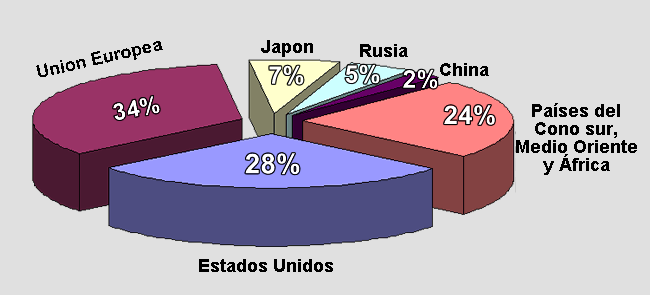 Union Europea
34%
Japon
7%
Rusia
5%
China
2%
24%
Países del
Cono sur,
Medio Oriente
y África
28%
Estados Unidos